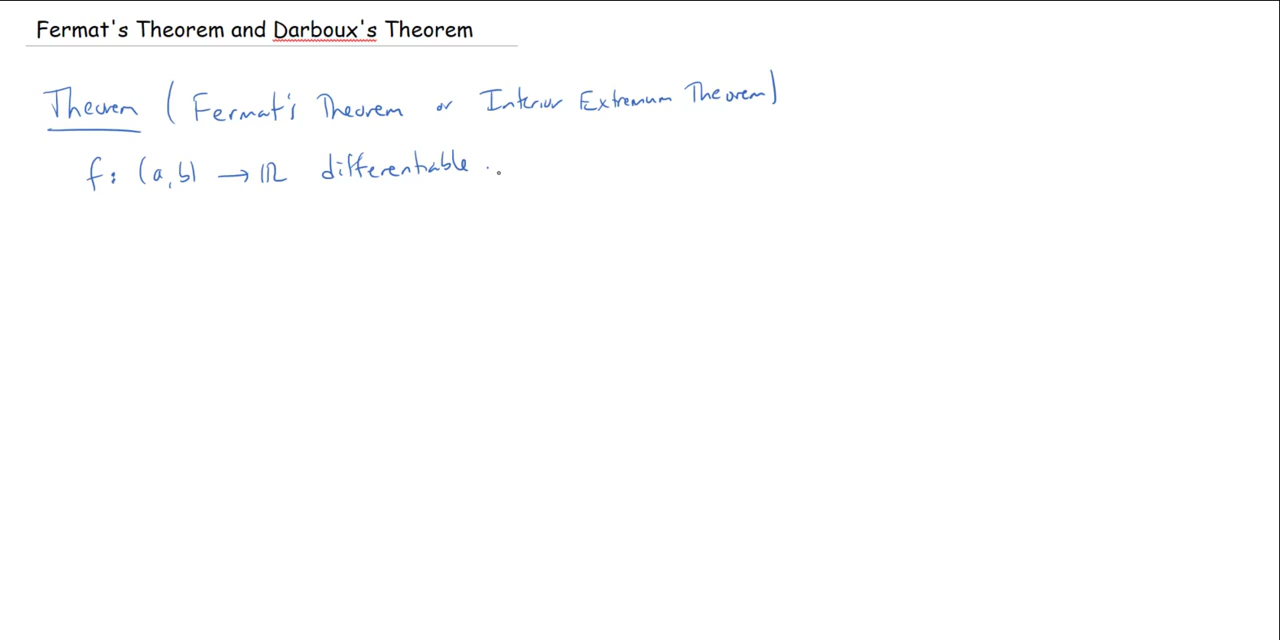 Fermat's Theorem and Darboux's Theorem
Theorem (Fermat's Theorem or Interior Extremum Theorem)
f: (a,b) → ℝ differentiable ..